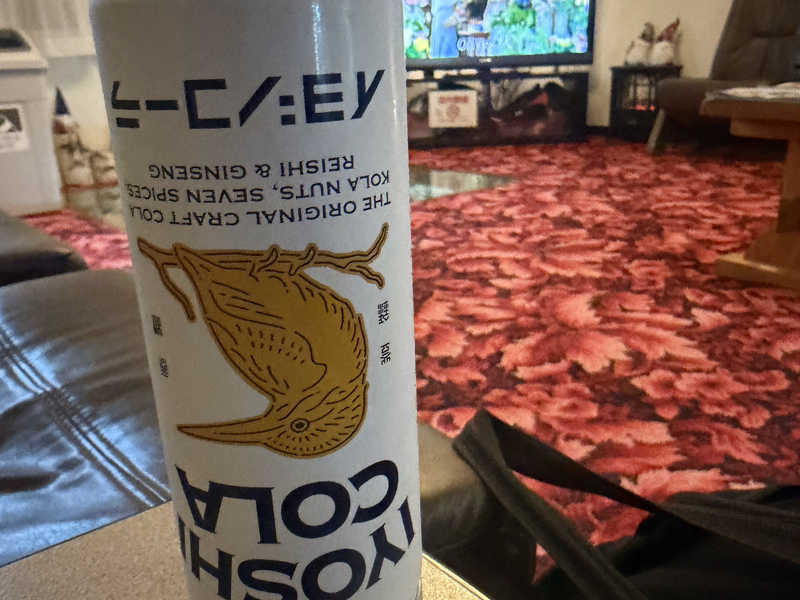 IYOSHI
COLA
THE ORIGINAL CRAFT COLA
KOLA NUTS, SEVEN SPICES,
REISHI & GINSENG
イヨシコーラ